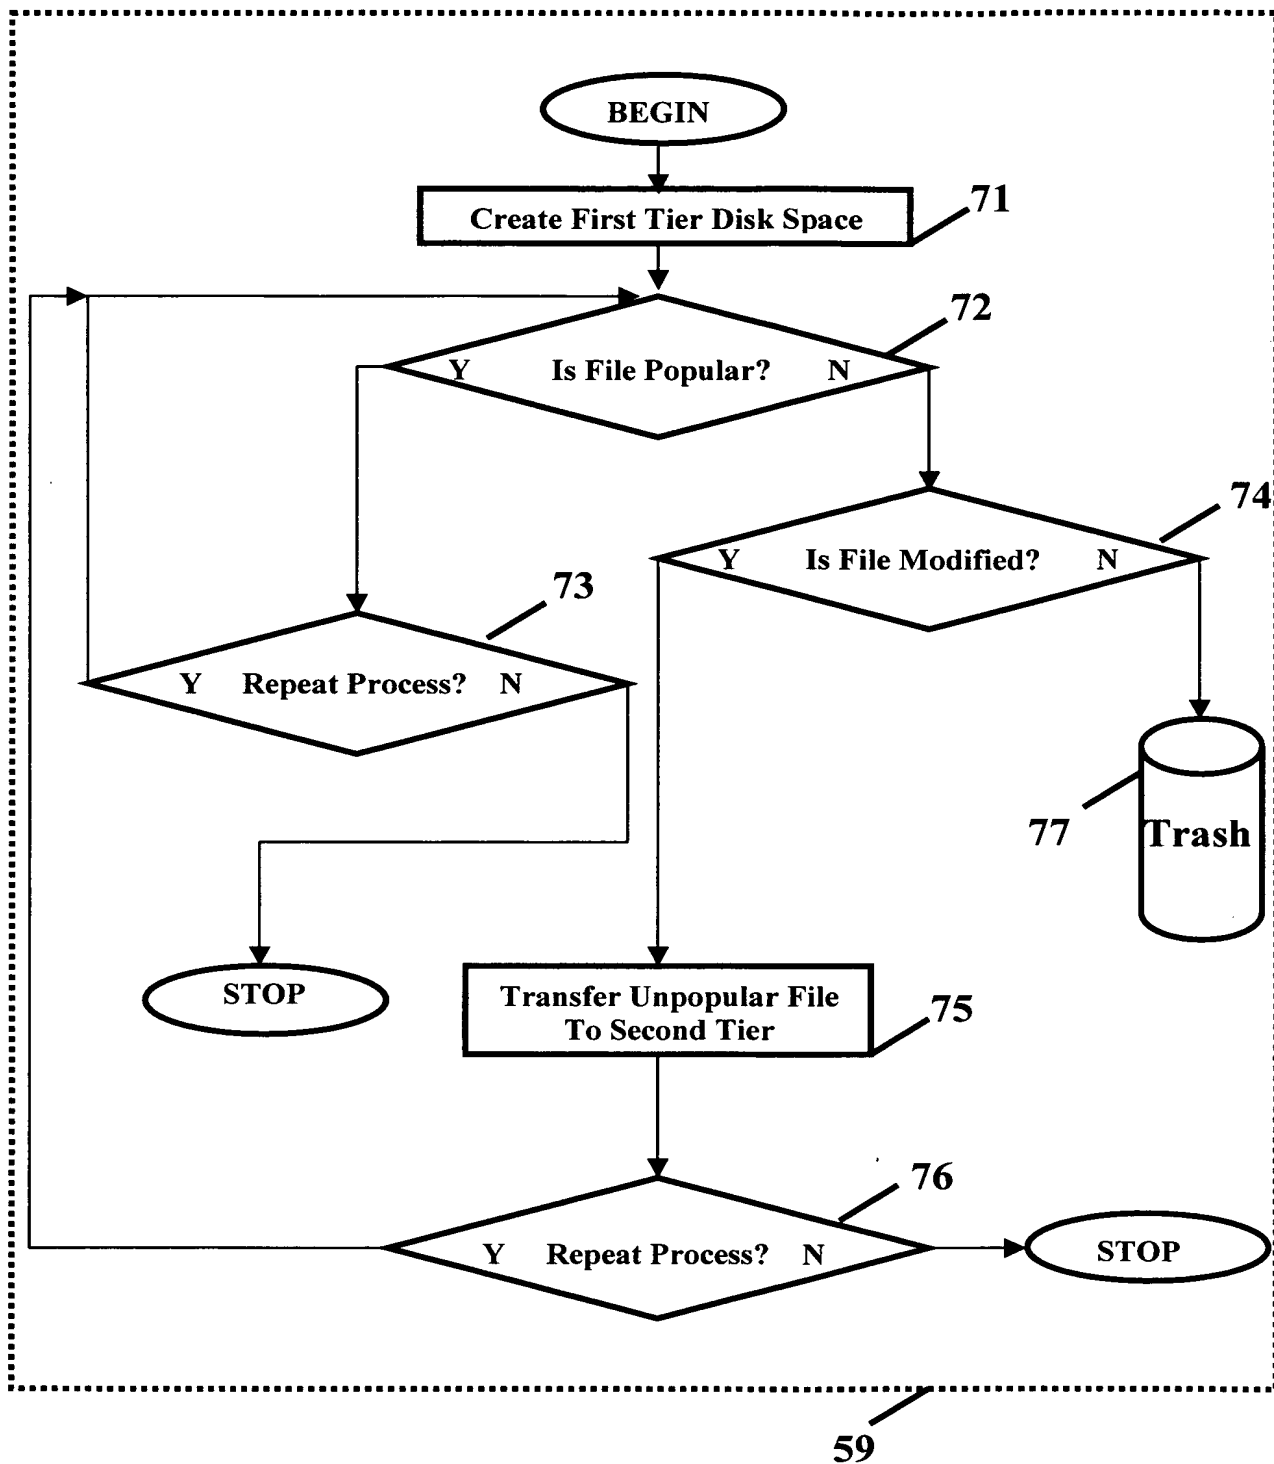 BEGIN
Create First Tier Disk Space
71
72
Y Is File Popular? N
74
Y Is File Modified? N
73
Y Repeat Process? N
77
Trash
STOP
Transfer Unpopular File
To Second Tier
75
76
Y Repeat Process? N
STOP
59